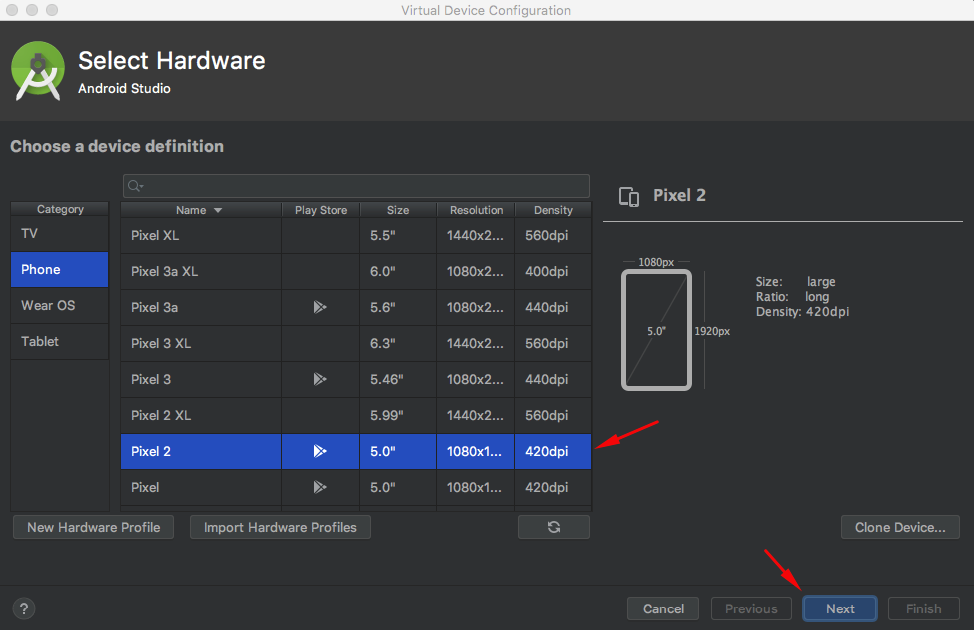 Virtual Device Configuration
Select Hardware
Android Studio
Choose a device definition
Category
TV
Phone
Wear OS
Tablet
Name Play Store Size Resolution Density
Pixel XL 5.5" 1440x2... 560dpi
Pixel 3a XL 6.0" 1080x2... 400dpi
Pixel 3a 5.6" 1080x2... 440dpi
Pixel 3 XL 6.3" 1440x2... 560dpi
Pixel 3 5.46" 1080x2... 440dpi
Pixel 2 XL 5.99" 1440x2... 560dpi
Pixel 2 5.0" 1080x1... 420dpi
Pixel 5.0" 1080x1... 420dpi
Pixel 2
1080px
5.0"
1920px
Size: large
Ratio: long
Density: 420dpi
New Hardware Profile Import Hardware Profiles Clone Device...
? Cancel Previous Next Finish